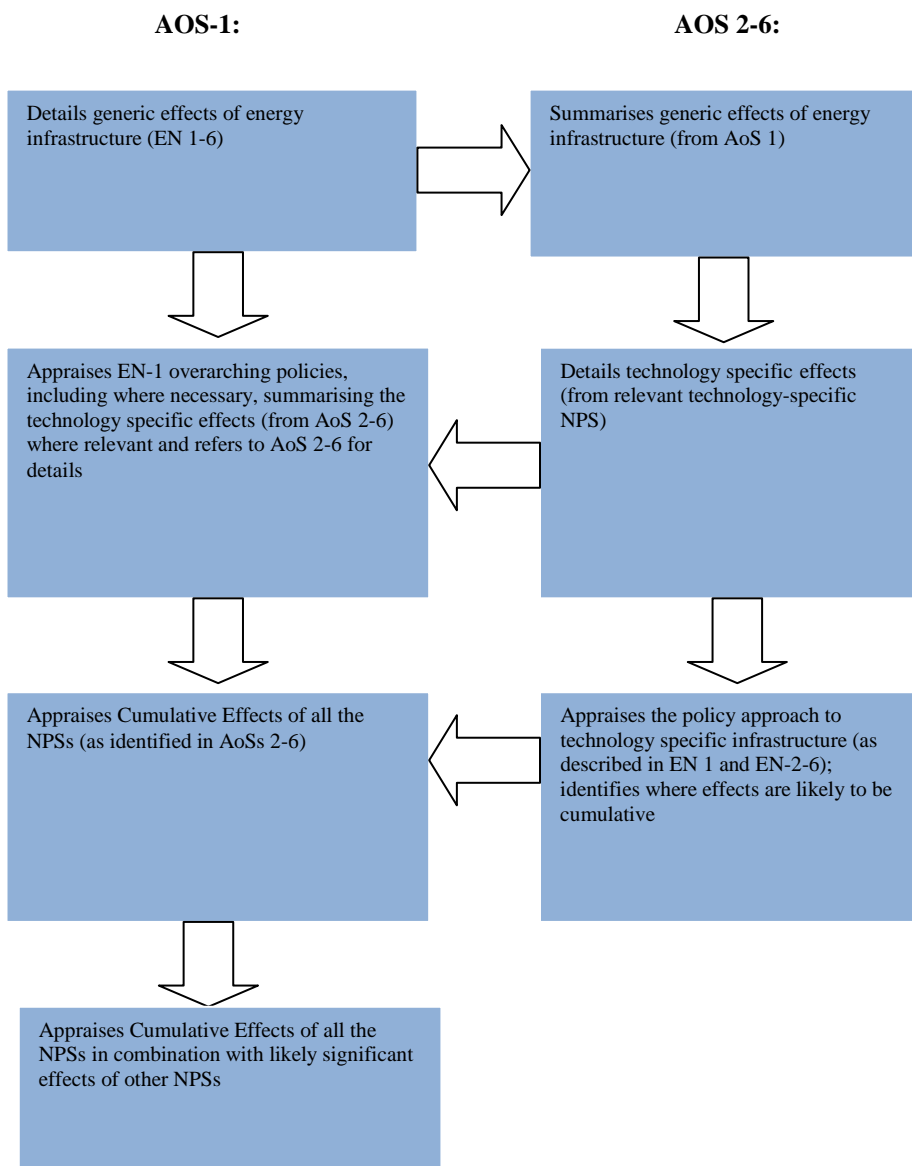 AOS-1:
AOS 2-6:
Details generic effects of energy
infrastructure (EN 1-6)
Summarises generic effects of energy
infrastructure (from AoS 1)
Appraises EN-1 overarching policies,
including where necessary, summarising the
technology specific effects (from AoS 2-6)
where relevant and refers to AoS 2-6 for
details
Details technology specific effects
(from relevant technology-specific
NPS)
Appraises Cumulative Effects of all the
NPSs (as identified in AoSs 2-6)
Appraises the policy approach to
technology specific infrastructure (as
described in EN 1 and EN-2-6);
identifies where effects are likely to be
cumulative
Appraises Cumulative Effects of all the
NPSs in combination with likely significant
effects of other NPSs